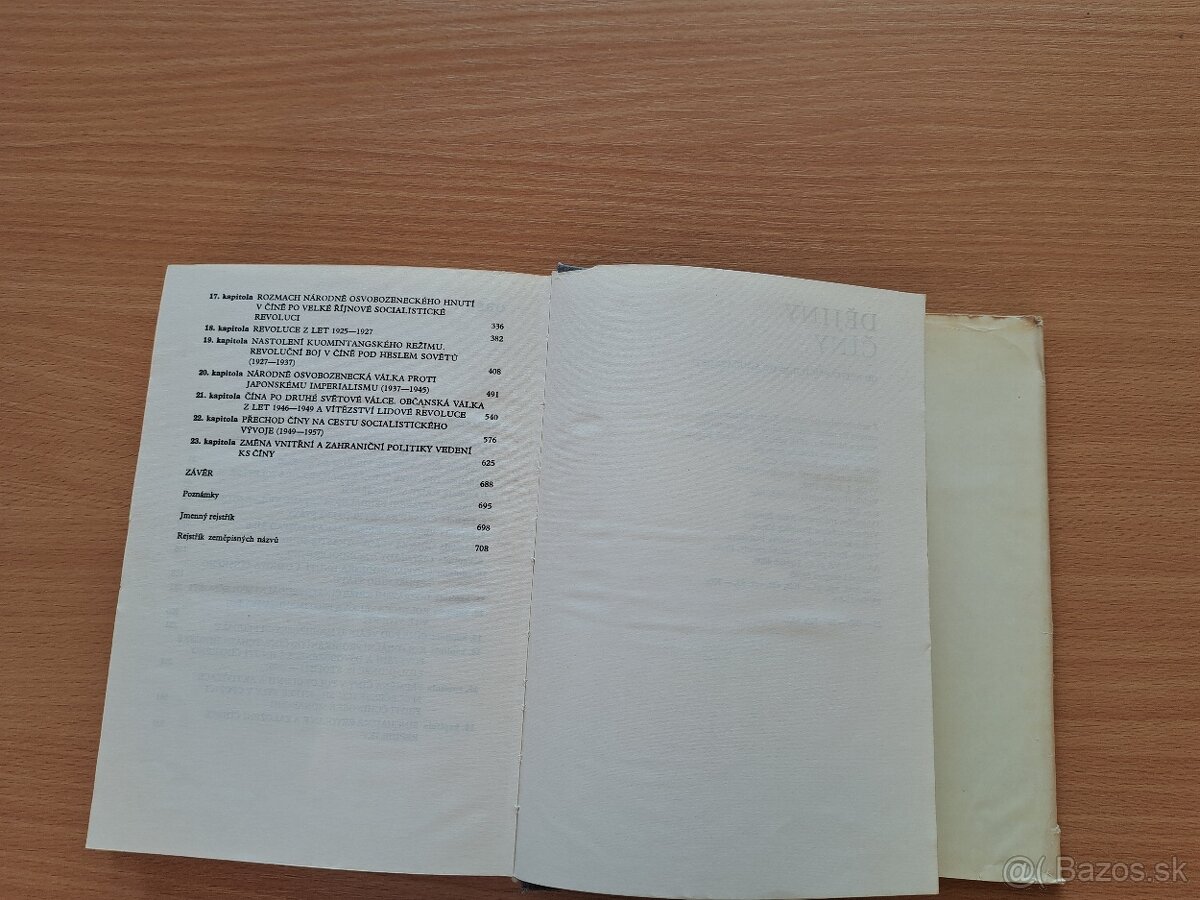 17. kapitola ROZMACH NÁRODNĚ OSVOBOZENECKÉHO HNUTÍ
V ČÍNĚ PO VELKÉ ŘÍJNOVÉ SOCIALISTICKÉ
REVOLUCI 336
18. kapitola REVOLUCE Z LET 1925—1927 382
19. kapitola NASTOLENÍ KUOMINTANGSKÉHO REŽIMU.
REVOLUČNÍ BOJ V ČÍNĚ POD HESLEM SOVĚTŮ
(1927—1937) 408
20. kapitola NÁRODNĚ OSVOBOZENECKÁ VÁLKA PROTI
JAPONSKÉMU IMPERIALISMU (1937—1945) 491
21. kapitola ČÍNA PO DRUHÉ SVĚTOVÉ VÁLCE. OBČANSKÁ VÁLKA
Z LET 1946—1949 A VÍTĚZSTVÍ LIDOVÉ REVOLUCE 540
22. kapitola PŘECHOD ČÍNY NA CESTU SOCIALISTICKÉHO
VÝVOJE (1949—1957) 576
23. kapitola ZMĚNA VNITŘNÍ A ZAHRANIČNÍ POLITIKY VEDENÍ
KS ČÍNY 625
ZÁVĚR 688
Poznámky 695
Jmenný rejstřík 698
Rejstřík zeměpisných názvů 708
DĚJINY
ČÍNY
@( Bazos.sk